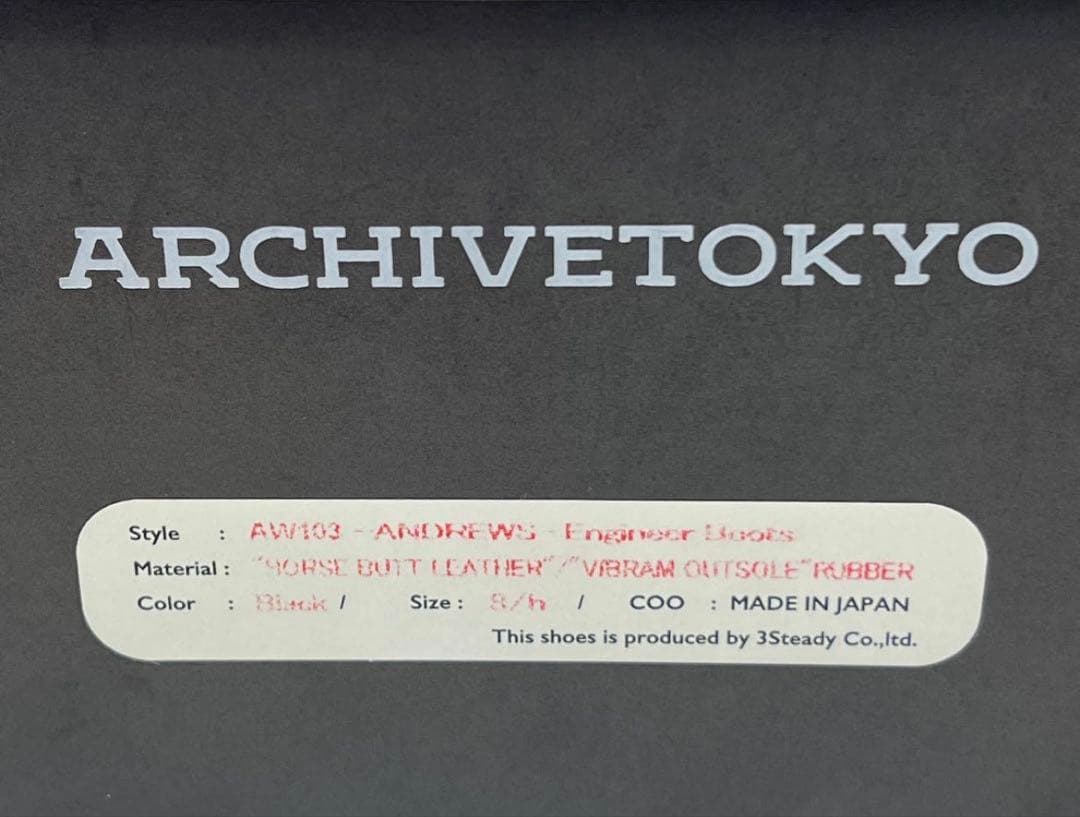 ARCHIVETOKYO
Style : AW103 - ANDREWS - Engineer Boots
Material : "HORSE BUTT LEATHER"/"VIBRAM OUTSOLE"RUBBER
Color : Black / Size : 8/h / COO : MADE IN JAPAN
This shoes is produced by 3Steady Co.,ltd.